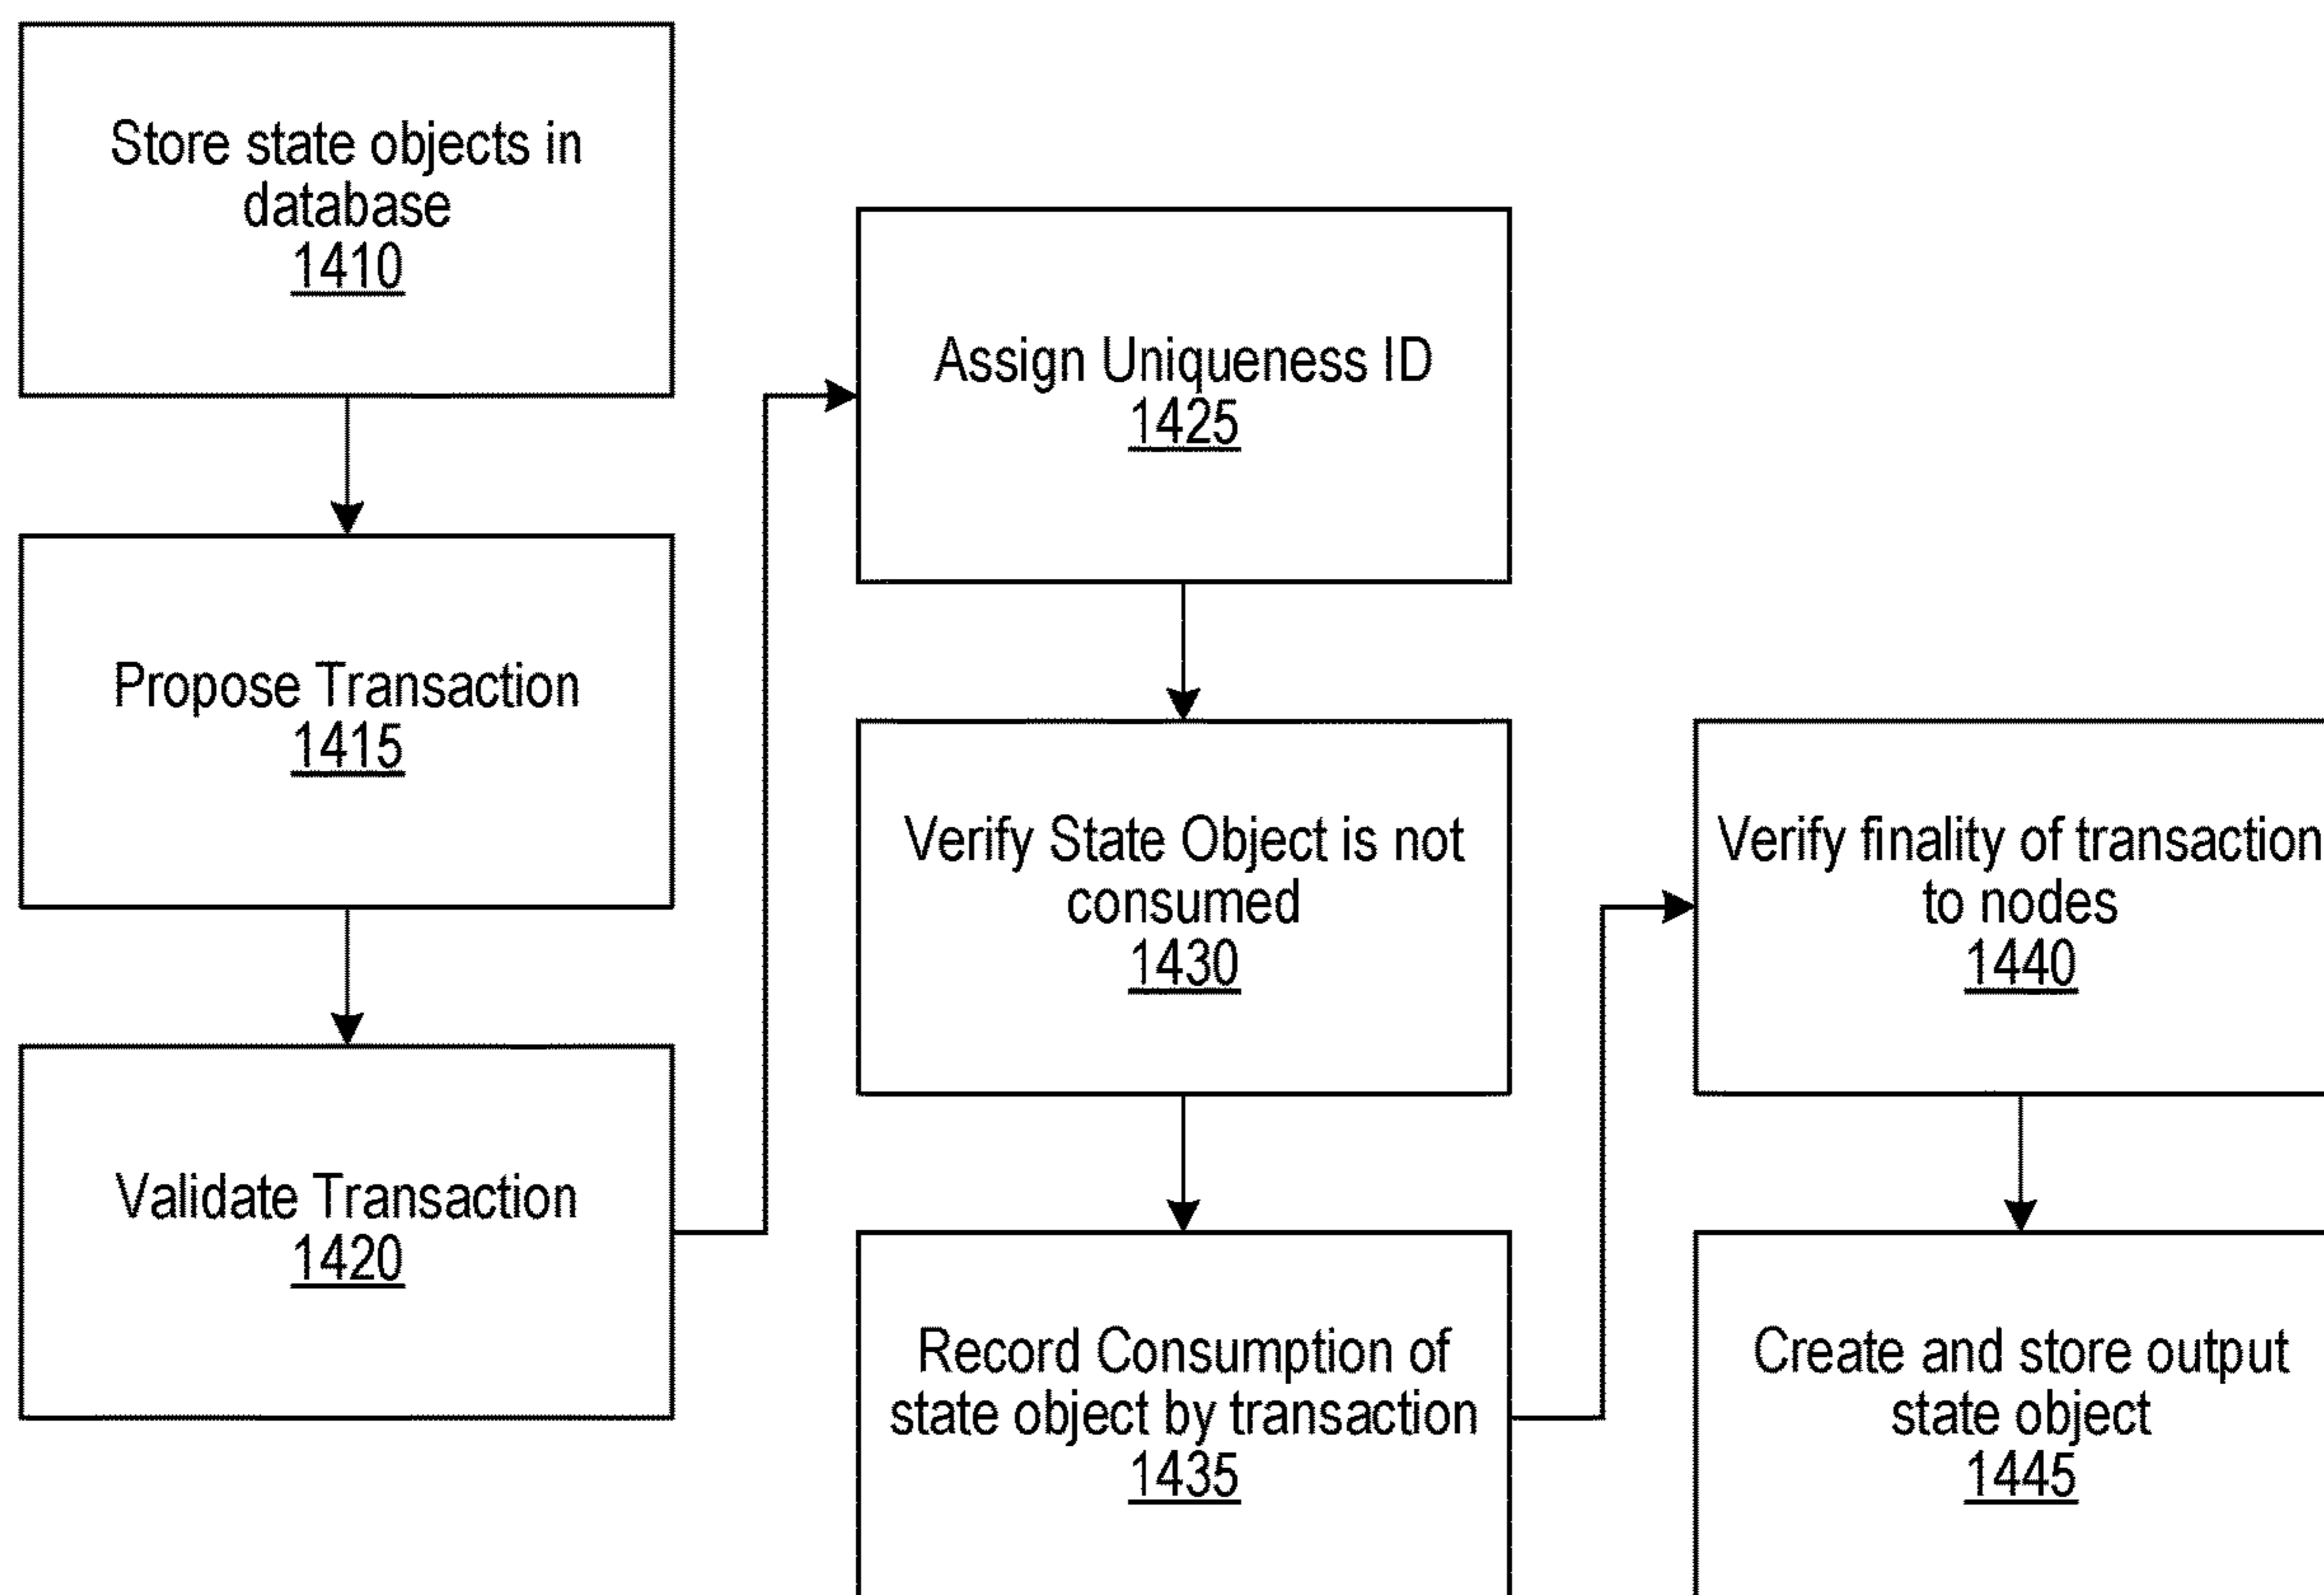 Store state objects in
database
1410
Propose Transaction
1415
Validate Transaction
1420
Assign Uniqueness ID
1425
Verify State Object is not
consumed
1430
Record Consumption of
state object by transaction
1435
Verify finality of transaction
to nodes
1440
Create and store output
state object
1445